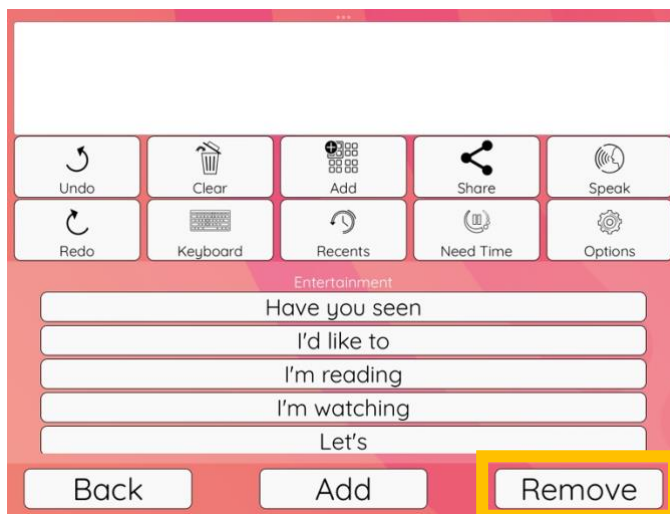 Undo Clear Add Share Speak
Redo Keyboard Recents Need Time Options
Entertainment
Have you seen
I'd like to
I'm reading
I'm watching
Let's
Back Add Remove